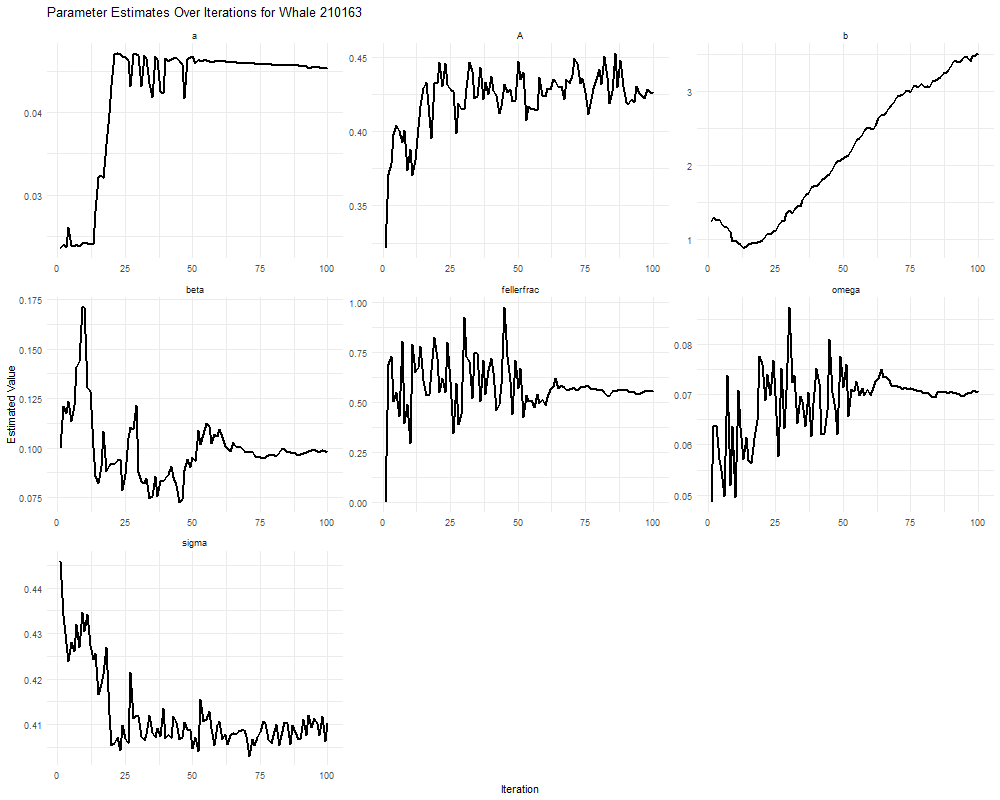 Parameter Estimates Over Iterations for Whale 210163
a
A
b
0.04
0.03
0 25 50 75 100
0.45
0.40
0.35
0 25 50 75 100
3
2
1
0 25 50 75 100
beta
fellerfrac
omega
Estimated Value
0.175
0.150
0.125
0.100
0.075
0 25 50 75 100
1.00
0.75
0.50
0.25
0.00
0 25 50 75 100
0.08
0.07
0.06
0.05
0 25 50 75 100
sigma
0.44
0.43
0.42
0.41
0 25 50 75 100
Iteration